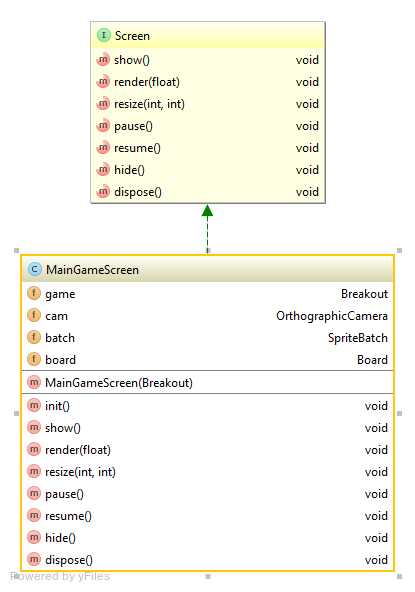 I Screen
m show() void
m render(float) void
m resize(int, int) void
m pause() void
m resume() void
m hide() void
m dispose() void
C MainGameScreen
f game Breakout
f cam OrthographicCamera
f batch SpriteBatch
f board Board
m MainGameScreen(Breakout)
m init() void
m show() void
m render(float) void
m resize(int, int) void
m pause() void
m resume() void
m hide() void
m dispose() void
Powered by yFiles